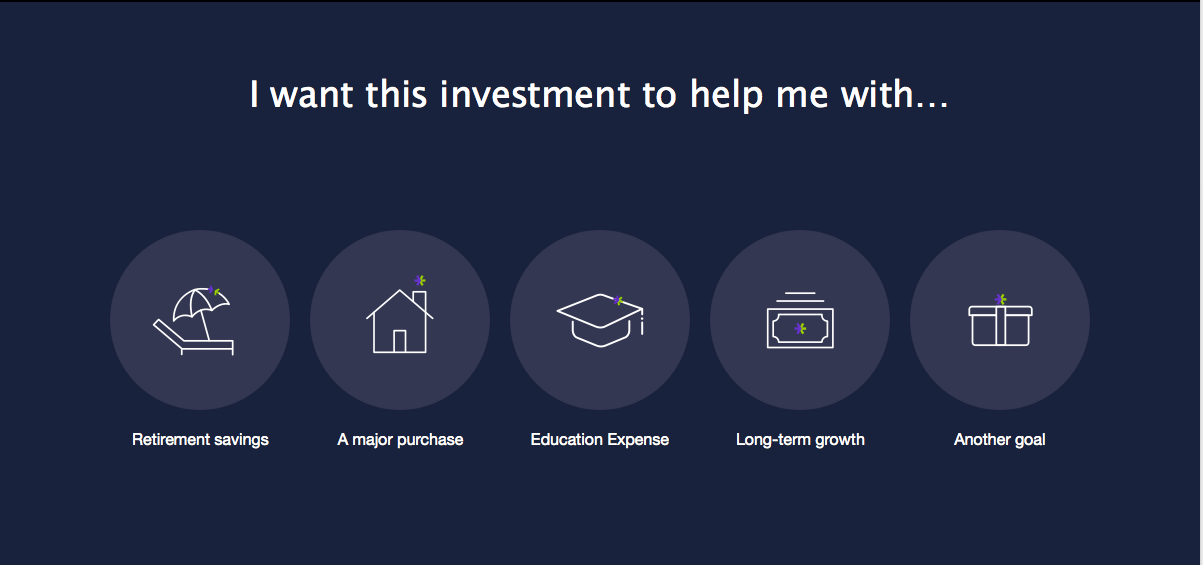 I want this investment to help me with...
Retirement savings
A major purchase
Education Expense
Long-term growth
Another goal